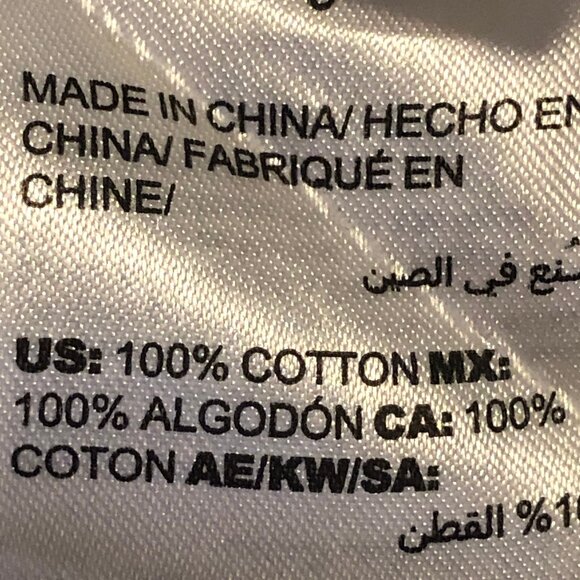 MADE IN CHINA/ HECHO EN
CHINA/ FABRIQUÉ EN
CHINE/
في الصين
US: 100% COTTON MX:
100% ALGODÓN CA: 100%
COTON AE/KW/SA:
% القطن